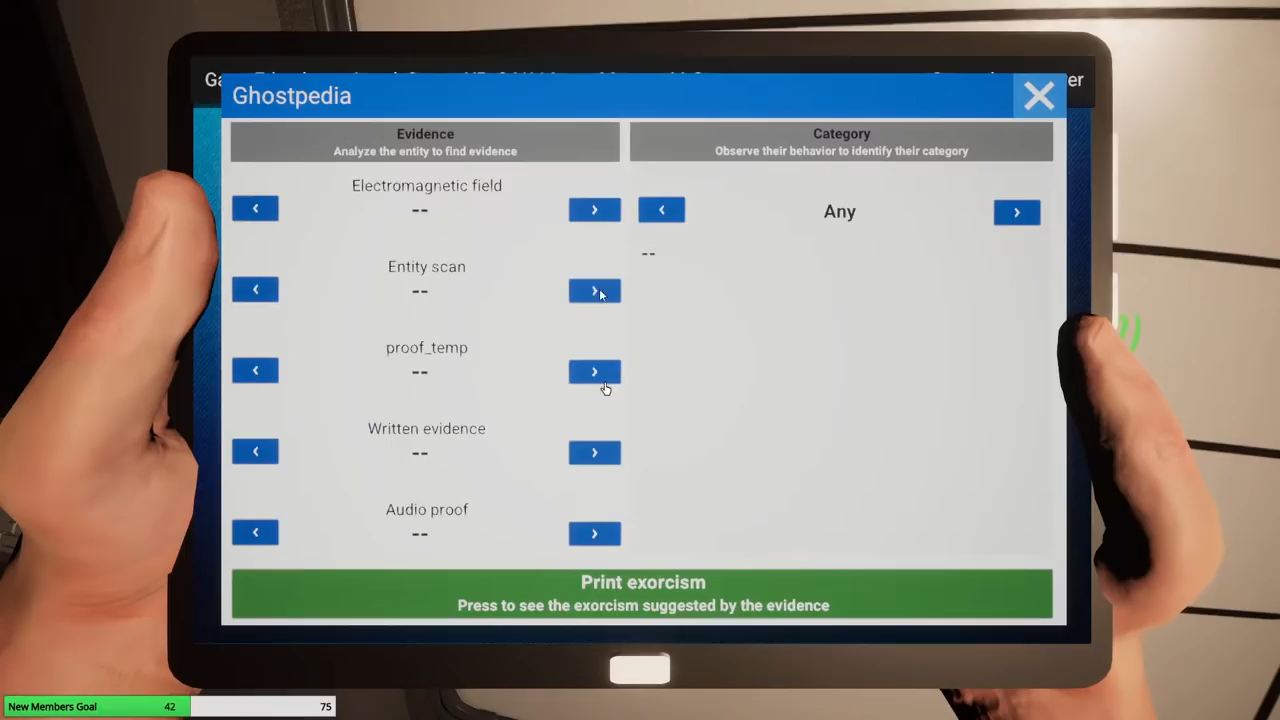 Ghostpedia
Evidence
Analyze the entity to find evidence
Category
Observe their behavior to identify their category
Electromagnetic field
--
Any
--
Entity scan
--
proof_temp
--
Written evidence
--
Audio proof
--
Print exorcism
Press to see the exorcism suggested by the evidence
New Members Goal 42 75